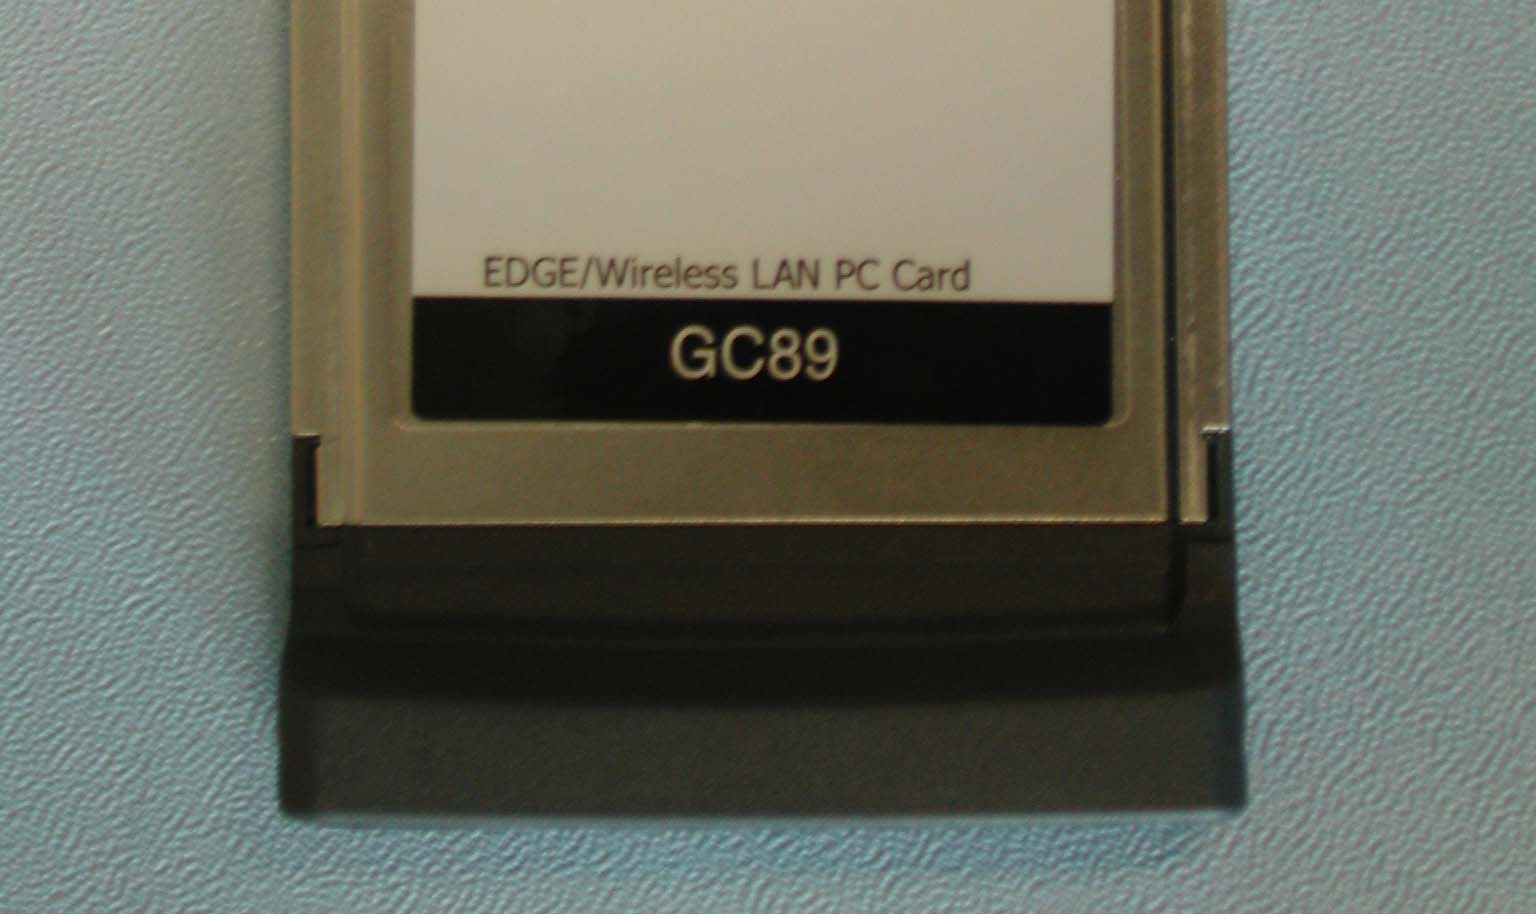 EDGE/Wireless LAN PC Card
GC89